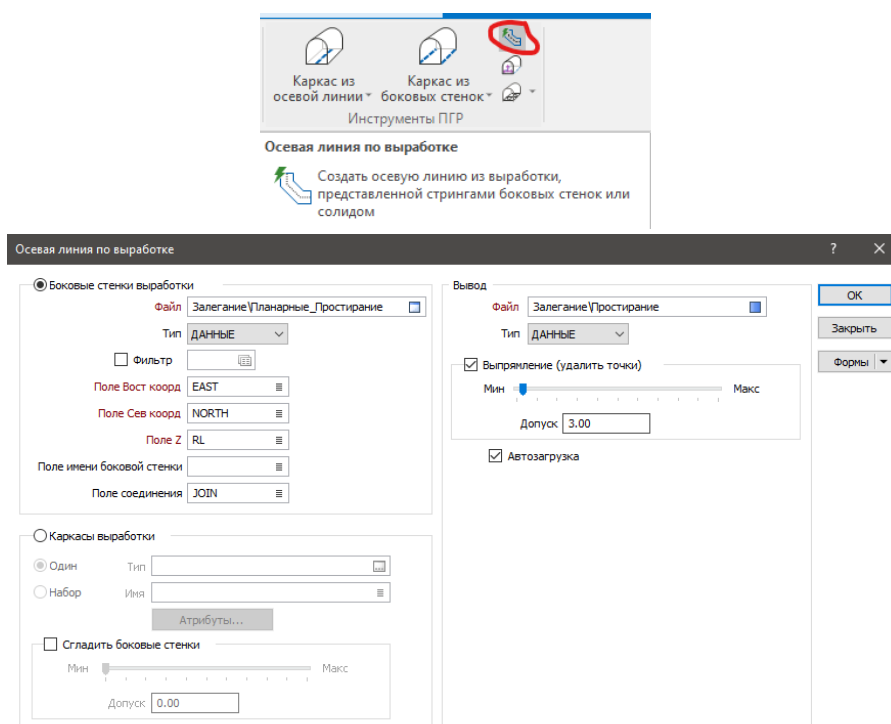 Каркас из осевой линии
Каркас из боковых стенок
Инструменты ПГР
Осевая линия по выработке
Создать осевую линию из выработки,
представленной стрингами боковых стенок или
солидом
Осевая линия по выработке ?
Боковые стенки выработки
Файл Залегание\Планарные_Простирание
Тип ДАННЫЕ
Фильтр
Поле Вост коорд EAST
Поле Сев коорд NORTH
Поле Z RL
Поле имени боковой стенки
Поле соединения JOIN
Каркасы выработки
Один Тип
Набор Имя
Атрибуты...
Сгладить боковые стенки
Мин Макс
Допуск 0.00
Вывод
Файл Залегание\Простирание
Тип ДАННЫЕ
Выпрямление (удалить точки)
Мин Макс
Допуск 3.00
Автозагрузка
ОК
Закрыть
Формы